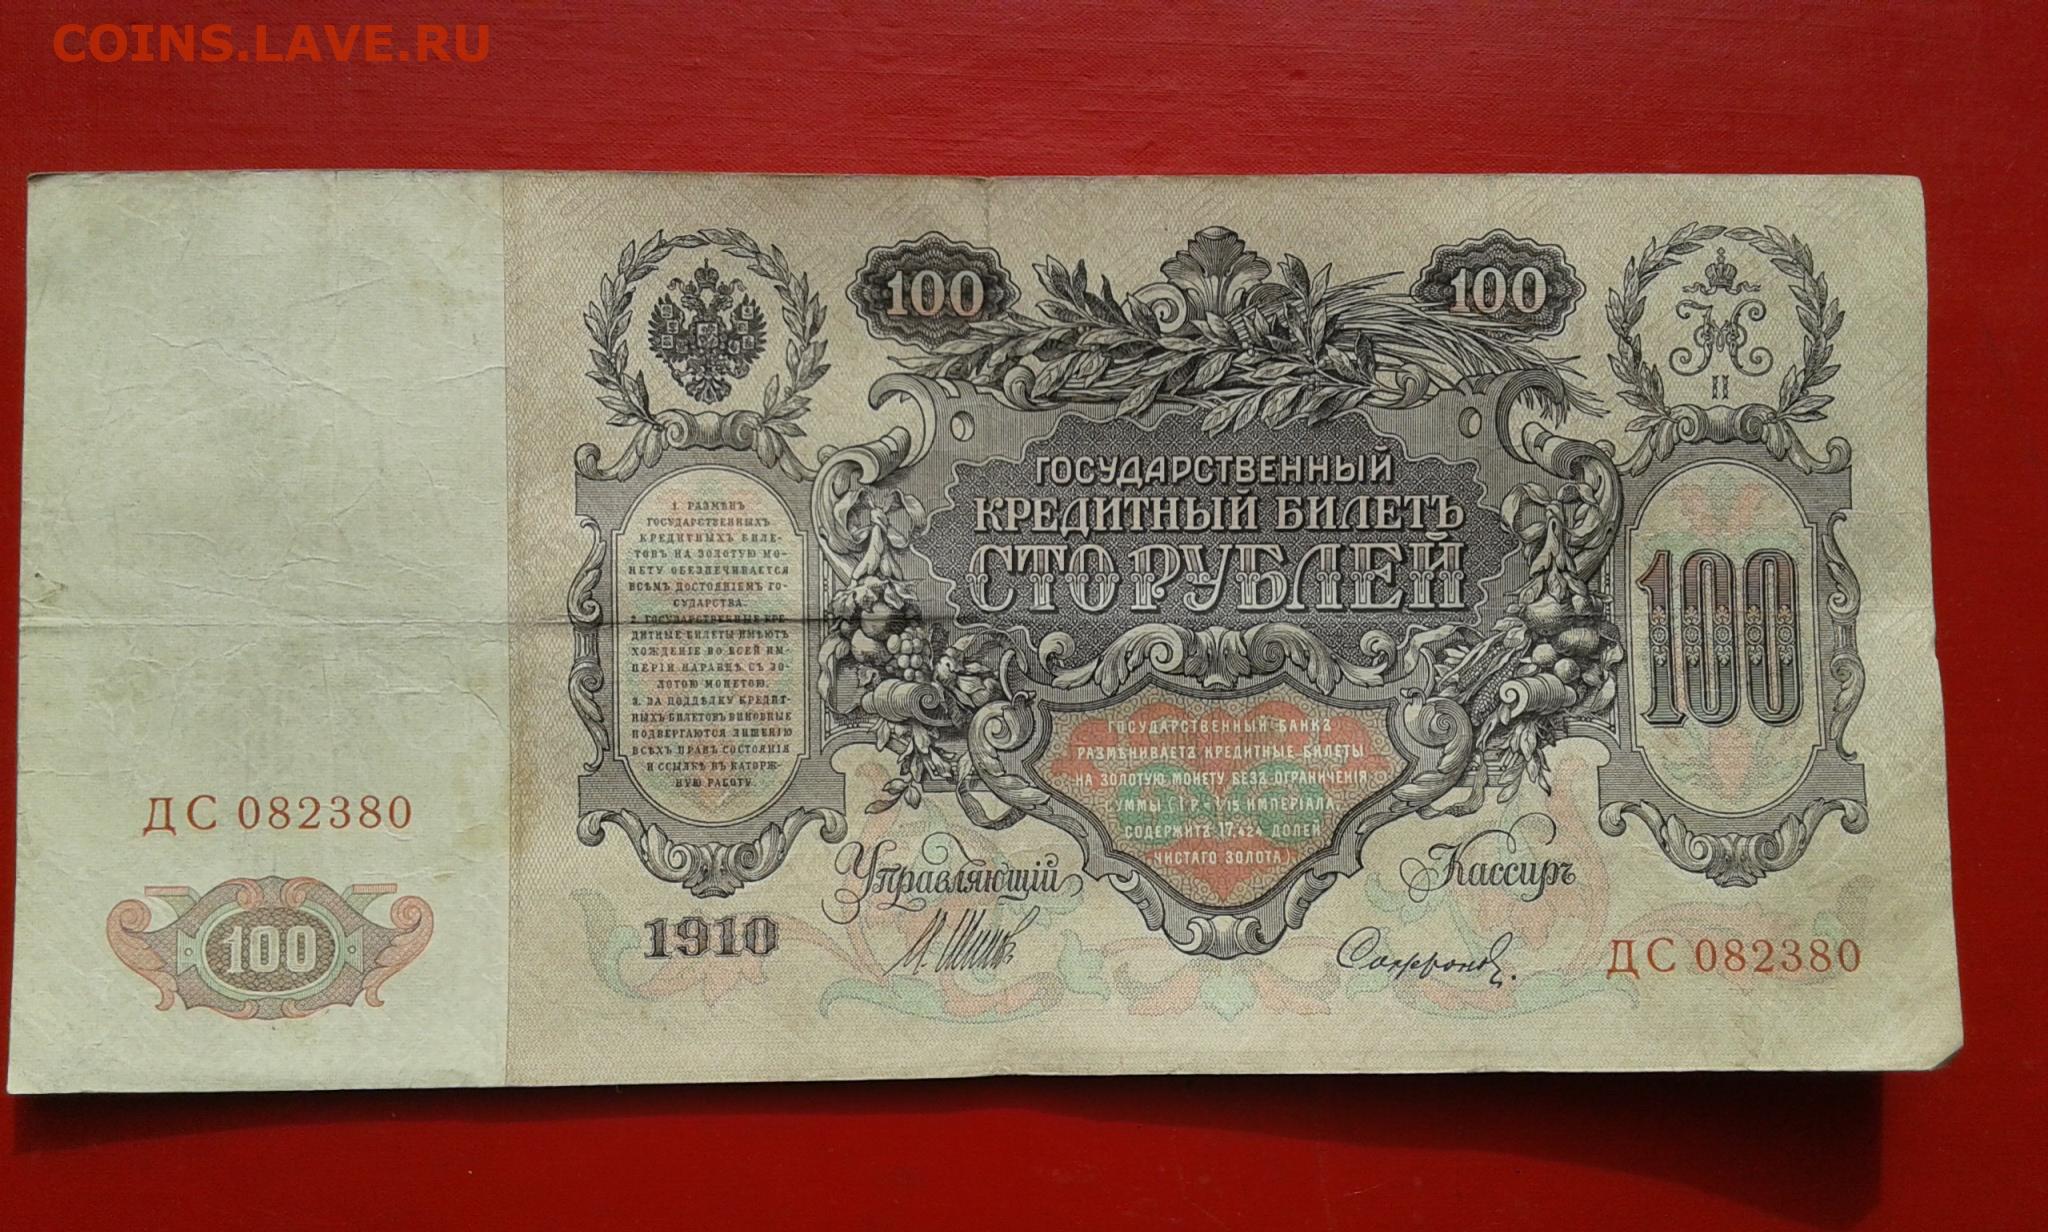 COINS.LAVE.RU
100
100
II
ГОСУДАРСТВЕННЫЙ
КРЕДИТНЫЙ БИЛЕТЪ
СТО РУБЛЕЙ
1. РАЗМѢНЪ
ГОСУДАРСТВЕННЫХЪ
КРЕДИТНЫХЪ БИЛЕ-
ТОВЪ НА ЗОЛОТУЮ МО-
НЕТУ ОБЕЗПЕЧИВАЕТСЯ
ВСѢМЪ ДОСТОЯНІЕМЪ ГО-
СУДАРСТВА.
2. ГОСУДАРСТВЕННЫЕ КРЕ-
ДИТНЫЕ БИЛЕТЫ ИМѢЮТЪ
ХОЖДЕНІЕ ВО ВСЕЙ ИМ-
ПЕРІИ НАРАВНѢ СЪ ЗО-
ЛОТОЮ МОНЕТОЮ.
3. ЗА ПОДДѢЛКУ КРЕДИТ-
НЫХЪ БИЛЕТОВЪ ВИНОВНЫЕ
ПОДВЕРГАЮТСЯ ЛИШЕНІЮ
ВСѢХЪ ПРАВЪ СОСТОЯНІЯ
И ССЫЛКѢ ВЪ КАТОРЖ-
НУЮ РАБОТУ.
100
ГОСУДАРСТВЕННЫЙ БАНКЪ
РАЗМѢНИВАЕТЪ КРЕДИТНЫЕ БИЛЕТЫ
НА ЗОЛОТУЮ МОНЕТУ БЕЗЪ ОГРАНИЧЕНІЯ
СУММЫ (1 Р.= 1/15 ИМПЕРІАЛА,
СОДЕРЖИТЪ 17,424 ДОЛЕЙ
ЧИСТАГО ЗОЛОТА).
ДС 082380
100
Управляющій
Кассиръ
1910
И. Шипов
Софронов.
ДС 082380